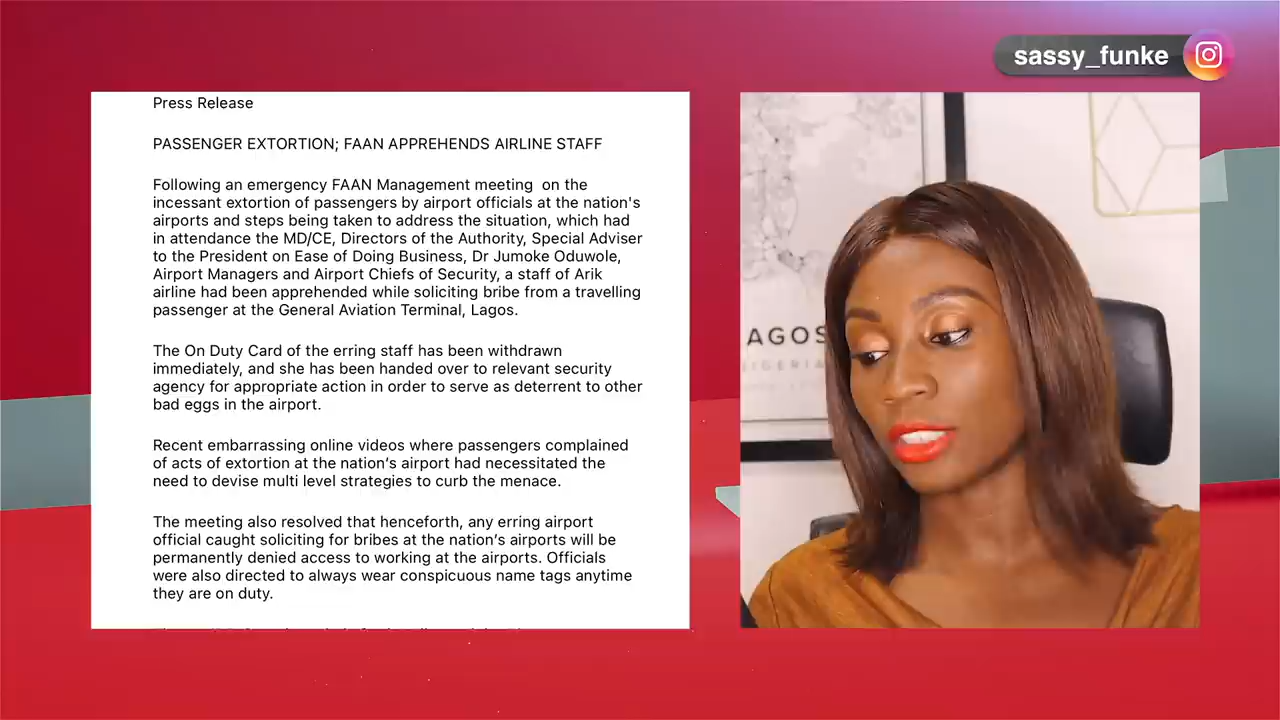 sassy_funke
Press Release
PASSENGER EXTORTION; FAAN APPREHENDS AIRLINE STAFF
Following an emergency FAAN Management meeting on the
incessant extortion of passengers by airport officials at the nation's
airports and steps being taken to address the situation, which had
in attendance the MD/CE, Directors of the Authority, Special Adviser
to the President on Ease of Doing Business, Dr Jumoke Oduwole,
Airport Managers and Airport Chiefs of Security, a staff of Arik
airline had been apprehended while soliciting bribe from a travelling
passenger at the General Aviation Terminal, Lagos.
The On Duty Card of the erring staff has been withdrawn
immediately, and she has been handed over to relevant security
agency for appropriate action in order to serve as deterrent to other
bad eggs in the airport.
Recent embarrassing online videos where passengers complained
of acts of extortion at the nation’s airport had necessitated the
need to devise multi level strategies to curb the menace.
The meeting also resolved that henceforth, any erring airport
official caught soliciting for bribes at the nation’s airports will be
permanently denied access to working at the airports. Officials
were also directed to always wear conspicuous name tags anytime
they are on duty.
AGOS
IGERIA